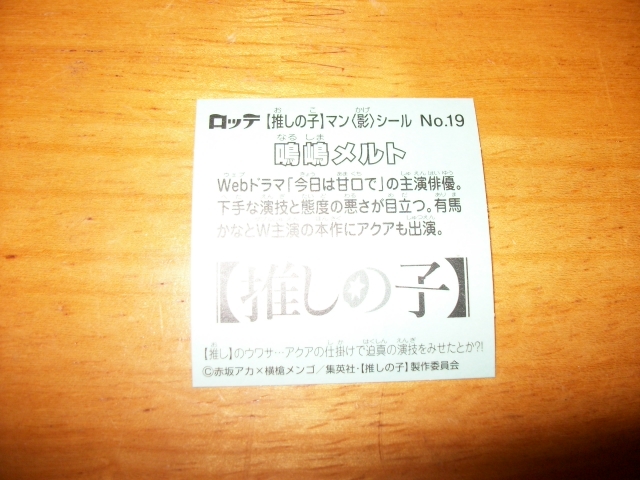 ロッテ 【推しの子】マン〈影〉シール No.19
鳴嶋メルト
Webドラマ「今日は甘口で」の主演俳優。
下手な演技と態度の悪さが目立つ。有馬
かなとW主演の本作にアクアも出演。
【推しの子】
【推し】のウワサ…アクアの仕掛けで迫真の演技をみせたとか?!
©赤坂アカ×横槍メンゴ／集英社・【推しの子】製作委員会